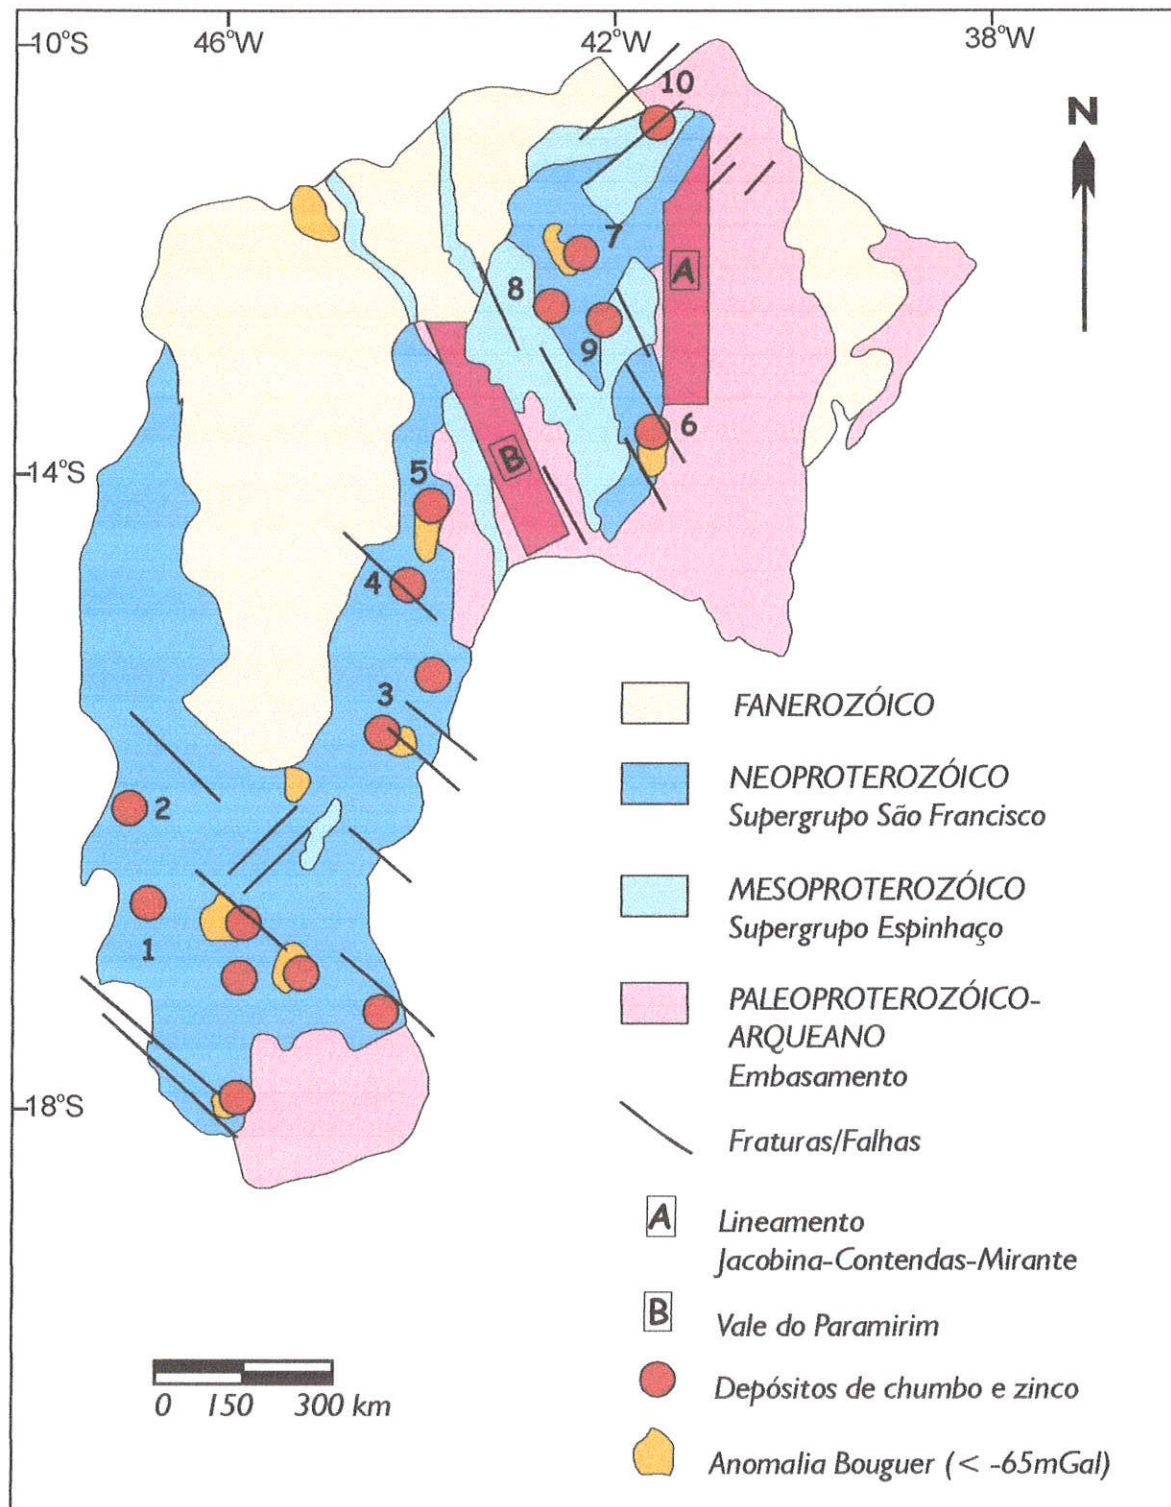 10°S
46°W
42°W
38°W
10
N
7
A
8
9
6
14°S
B
5
4
3
2
1
18°S
FANEROZÓICO
NEOPROTEROZÓICO
Supergrupo São Francisco
MESOPROTEROZÓICO
Supergrupo Espinhaço
PALEOPROTEROZÓICO-
ARQUEANO
Embasamento
Fraturas/Falhas
A
Lineamento
Jacobina-Contendas-Mirante
B
Vale do Paramirim
Depósitos de chumbo e zinco
Anomalia Bouguer (< -65mGal)
0 150 300 km